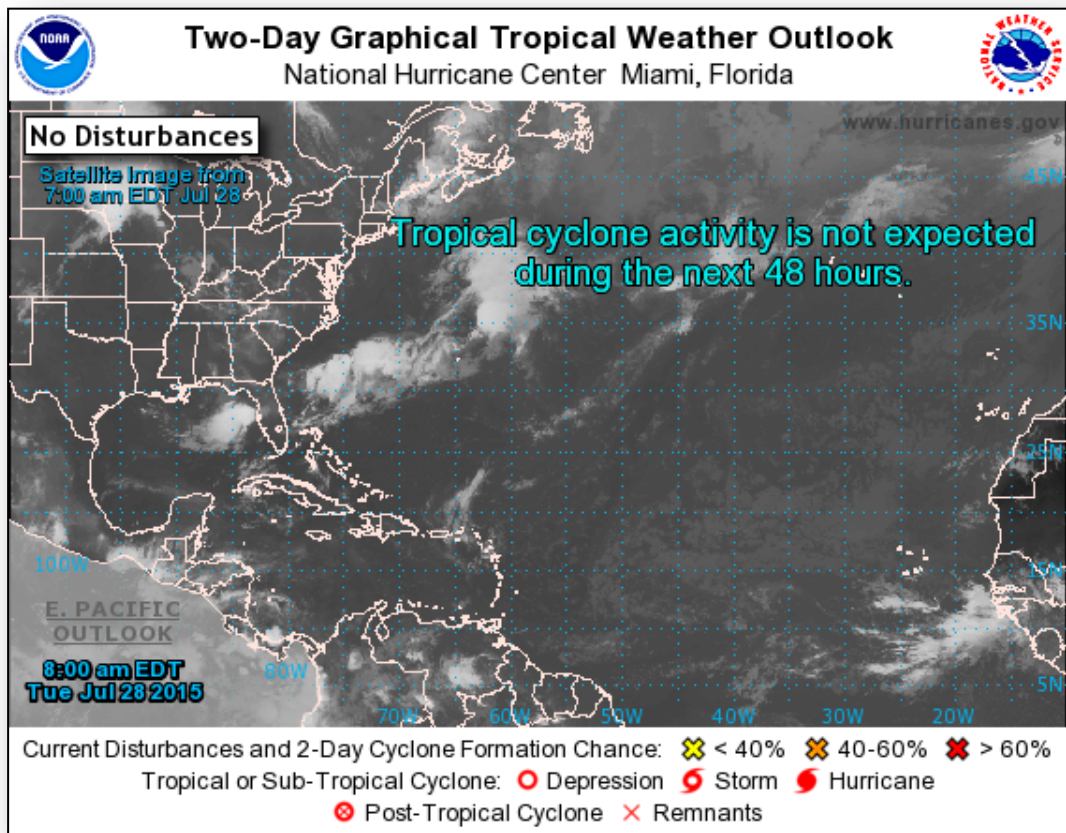 NOAA
Two-Day Graphical Tropical Weather Outlook
National Hurricane Center Miami, Florida
NATIONAL WEATHER SERVICE
No Disturbances
www.hurricanes.gov
Satellite Image from
7:00 am EDT Jul 28
45N
Tropical cyclone activity is not expected
during the next 48 hours.
35N
25N
100W
15N
E. PACIFIC
OUTLOOK
8:00 am EDT
Tue Jul 28 2015
80W
5N
70W 60W 50W 40W 30W 20W
Current Disturbances and 2-Day Cyclone Formation Chance: < 40% 40-60% > 60%
Tropical or Sub-Tropical Cyclone: Depression Storm Hurricane
Post-Tropical Cyclone Remnants